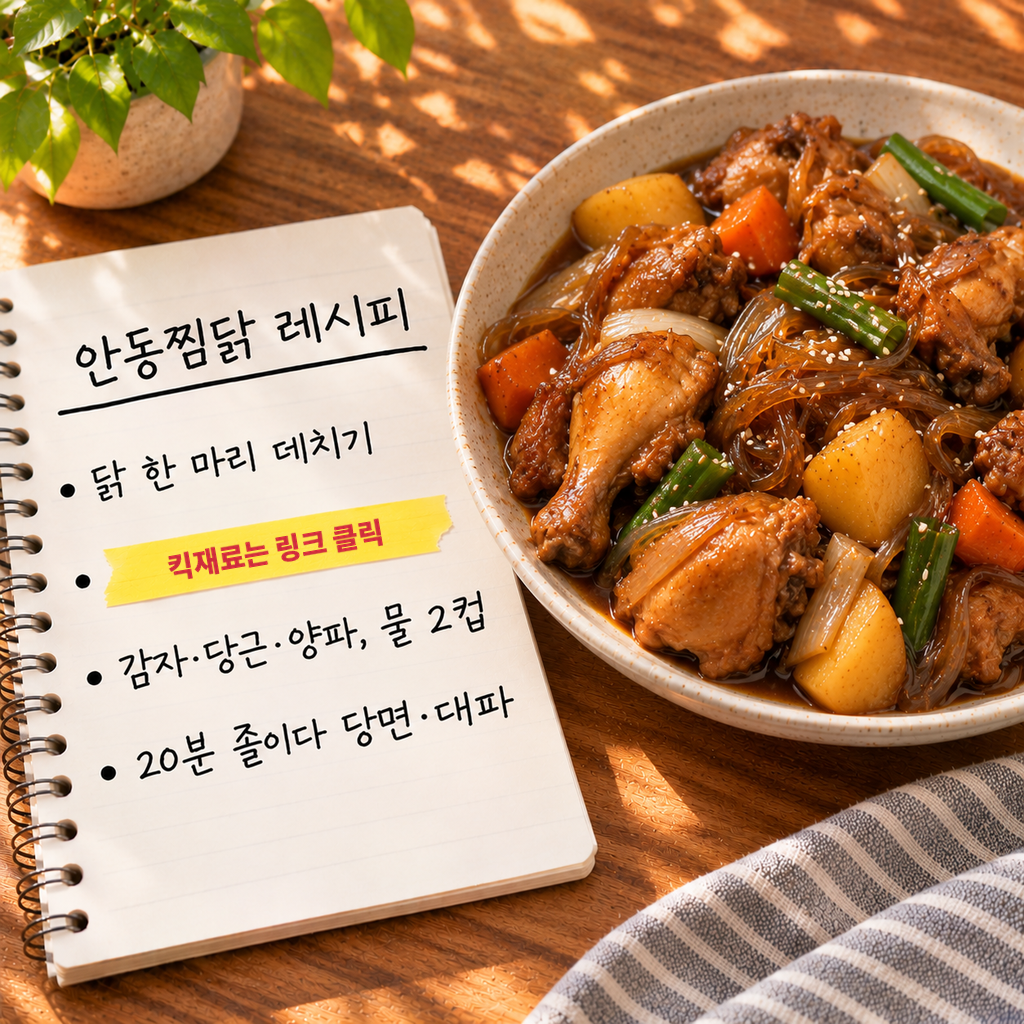 안동찜닭 레시피
• 닭 한 마리 데치기
• 킥재료는 링크 클릭
• 감자·당근·양파, 물 2컵
• 20분 졸이다 당면·대파